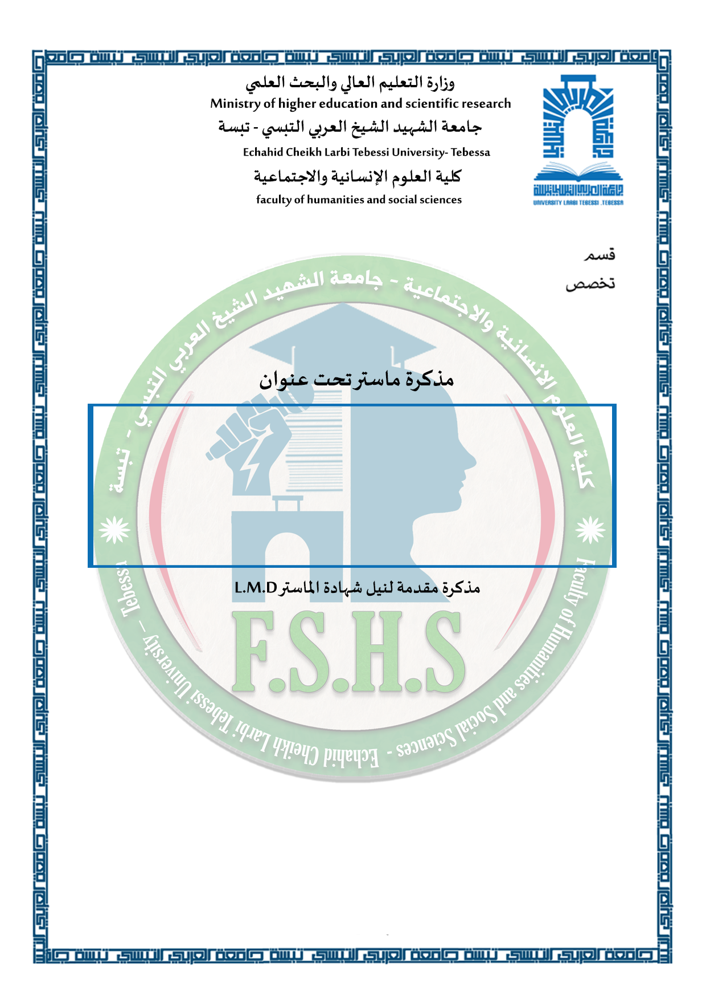 وزارة التعليم العالي والبحث العلمي
Ministry of higher education and scientific research
جامعة الشهيد الشيخ العربي التبسي - تبسة
Echahid Cheikh Larbi Tebessi University- Tebessa
كلية العلوم الإنسانية والاجتماعية
faculty of humanities and social sciences
جامعة العربي التبسي تبسة
UNIVERSITY LARBI TEBESSI .TEBESSA
قسم
تخصص
كلية العلوم الانسانية والاجتماعية - جامعة الشهيد الشيخ العربي التبسي - تبسة
مذكرة ماستر تحت عنوان
مذكرة مقدمة لنيل شهادة الماستر L.M.D
F.S.H.S
Faculty of Humanities and Social Sciences - Echahid Cheikh Larbi Tebessi University – Tebessa